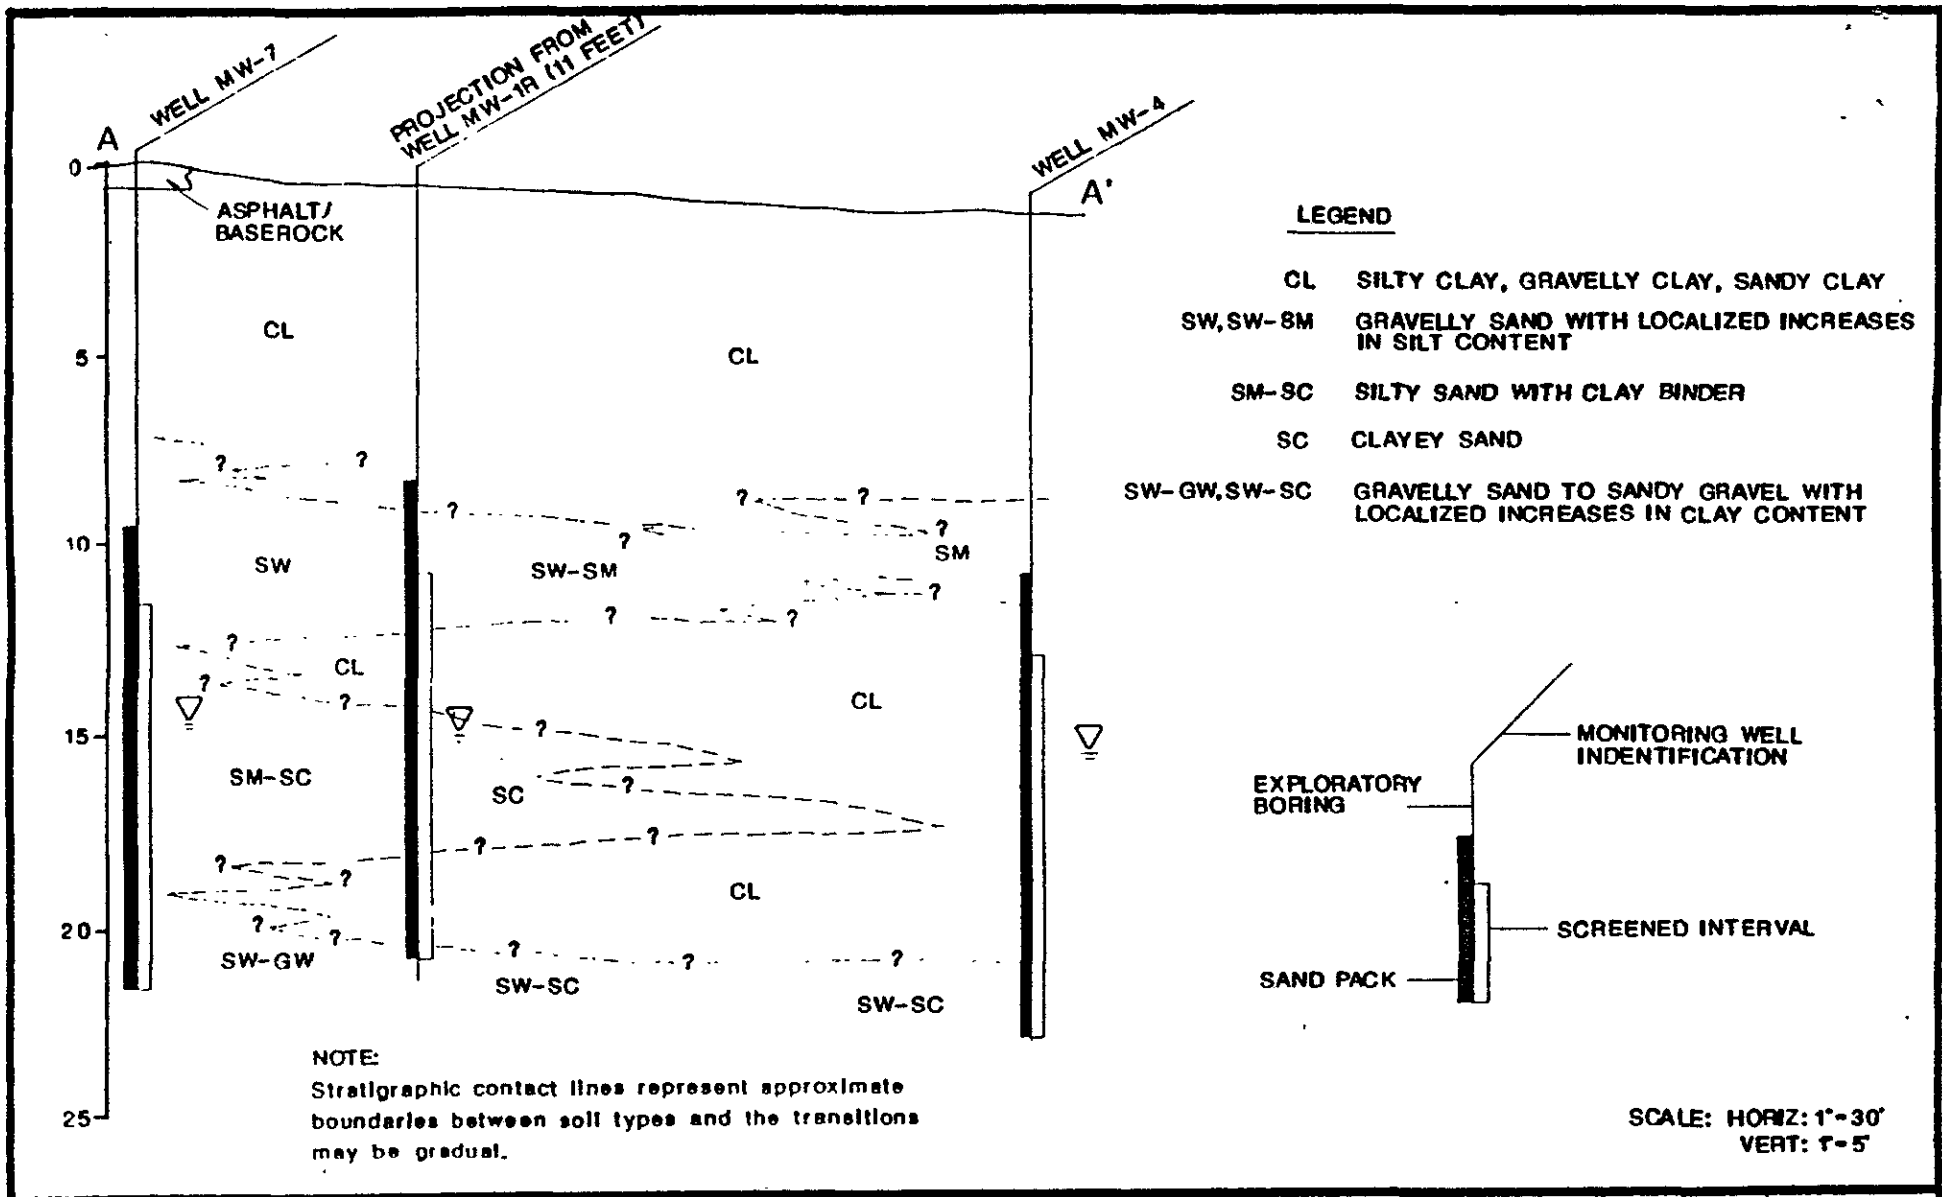 WELL MW-7
PROJECTION FROM
WELL MW-1R (11 FEET)
WELL MW-4
A
A'
0
5
10
15
20
25
ASPHALT/
BASEROCK
CL
CL
?
?
?
?
?
?
?
SW
SW-SM
SM
?
?
?
?
CL
?
?
CL
?
?
SM-SC
SC
?
?
?
?
?
CL
?
?
?
?
?
SW-GW
SW-SC
SW-SC
LEGEND
CL SILTY CLAY, GRAVELLY CLAY, SANDY CLAY
SW,SW-SM GRAVELLY SAND WITH LOCALIZED INCREASES
IN SILT CONTENT
SM-SC SILTY SAND WITH CLAY BINDER
SC CLAYEY SAND
SW-GW,SW-SC GRAVELLY SAND TO SANDY GRAVEL WITH
LOCALIZED INCREASES IN CLAY CONTENT
MONITORING WELL
INDENTIFICATION
EXPLORATORY
BORING
SCREENED INTERVAL
SAND PACK
NOTE:
Stratigraphic contact lines represent approximate
boundaries between soil types and the transitions
may be gradual.
SCALE: HORIZ: 1"=30'
VERT: 1"=5'